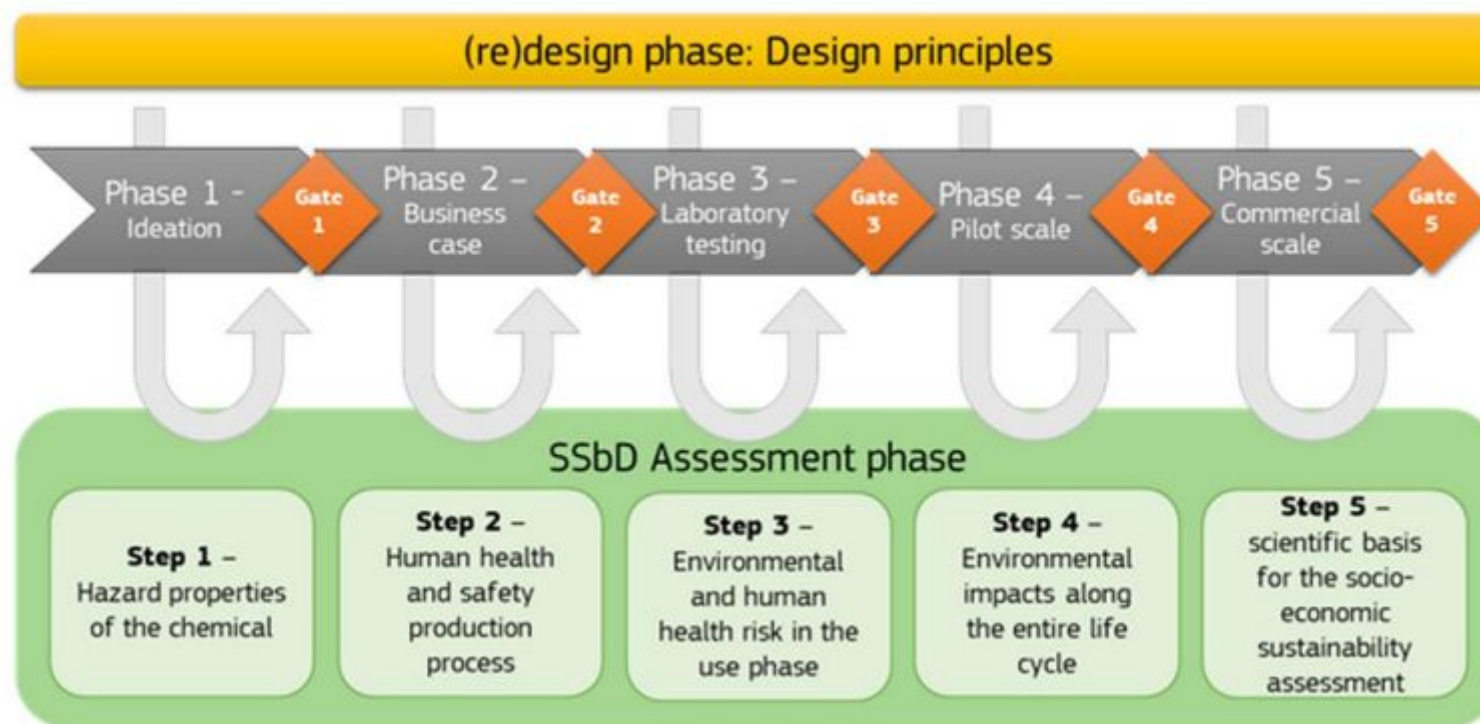 (re)design phase: Design principles
Phase 1 -
Ideation
Gate
1
Phase 2 –
Business
case
Gate
2
Phase 3 –
Laboratory
testing
Gate
3
Phase 4 –
Pilot scale
Gate
4
Phase 5 –
Commercial
scale
Gate
5
SSbD Assessment phase
Step 1 –
Hazard properties
of the chemical
Step 2 –
Human health
and safety
production
process
Step 3 –
Environmental
and human
health risk in the
use phase
Step 4 –
Environmental
impacts along
the entire life
cycle
Step 5 –
scientific basis
for the socio-
economic
sustainability
assessment